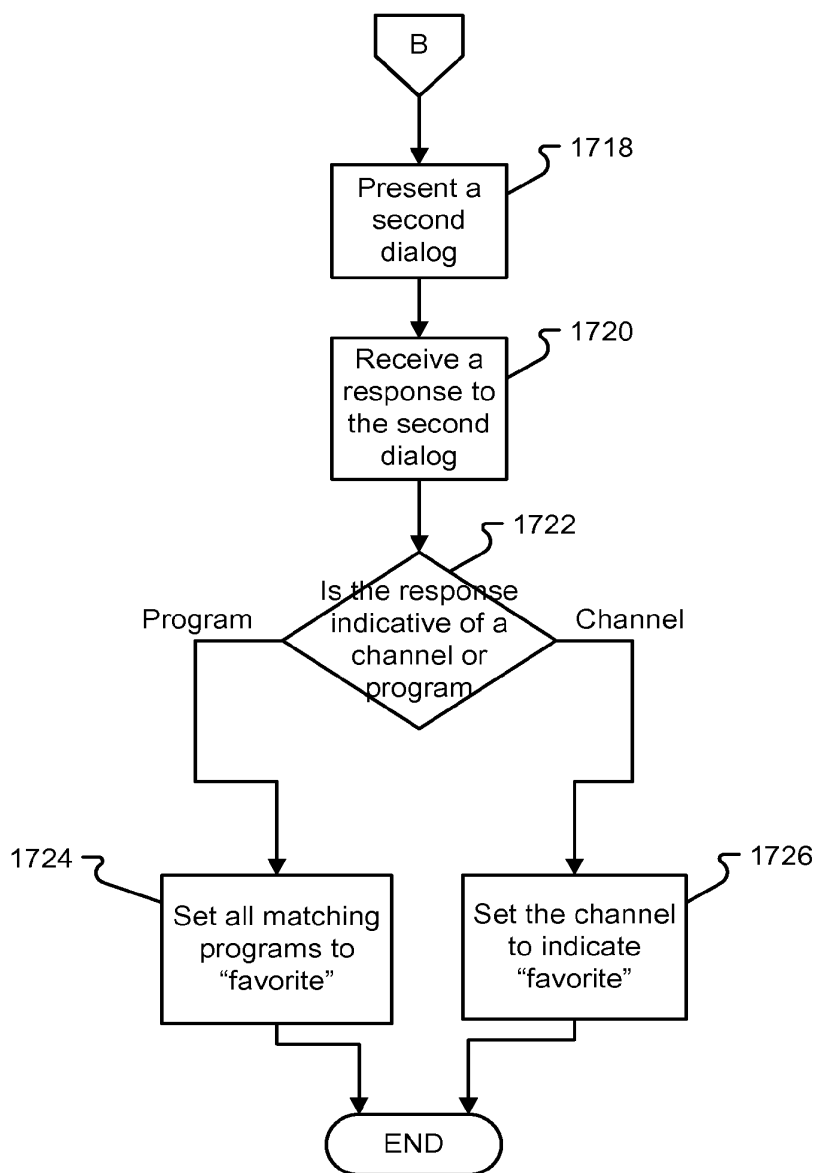 B
1718
Present a
second
dialog
1720
Receive a
response to
the second
dialog
1722
Is the response
indicative of a
channel or
program
Program
Channel
1724
Set all matching
programs to
“favorite”
1726
Set the channel
to indicate
“favorite”
END